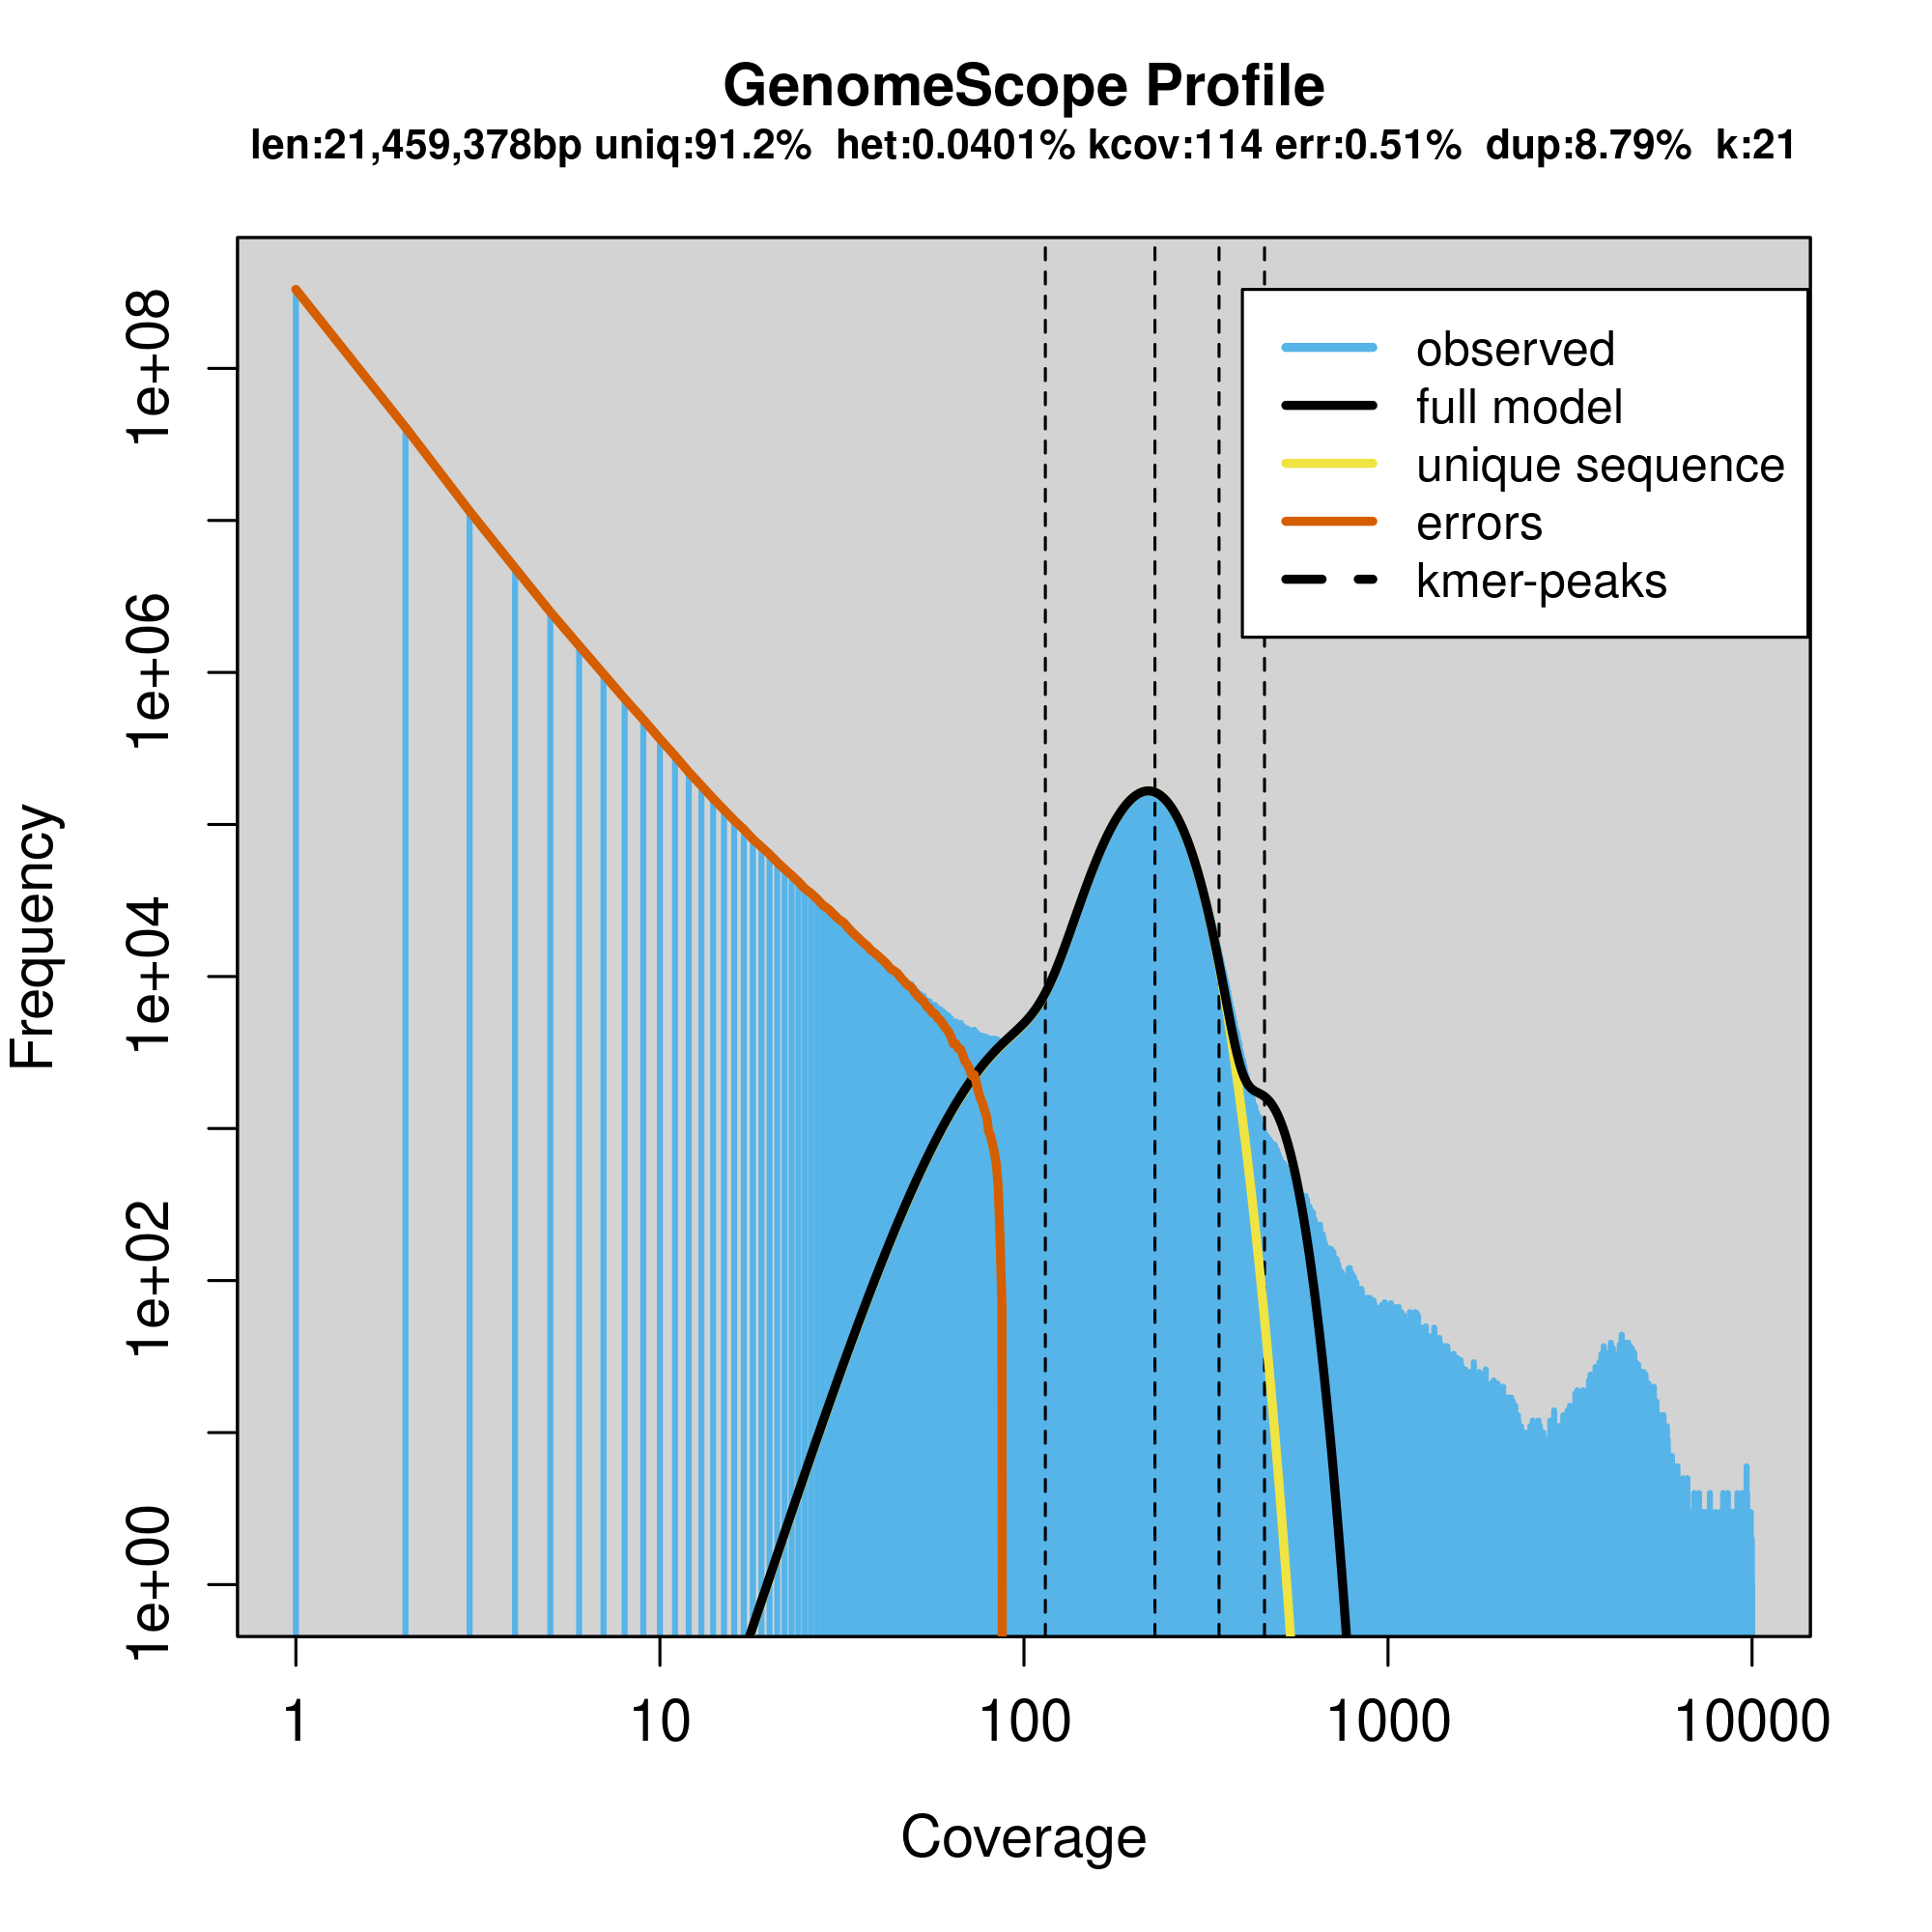 GenomeScope Profile
len:21,459,378bp uniq:91.2% het:0.0401% kcov:114 err:0.51% dup:8.79% k:21
observed
full model
unique sequence
errors
kmer-peaks
Frequency
1e+08
1e+06
1e+04
1e+02
1e+00
1 10 100 1000 10000
Coverage